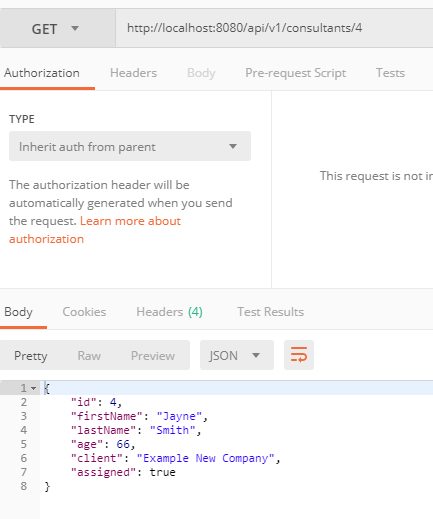 GET http://localhost:8080/api/v1/consultants/4
Authorization Headers Body Pre-request Script Tests
TYPE
Inherit auth from parent
This request is not in
The authorization header will be
automatically generated when you send
the request. Learn more about
authorization
Body Cookies Headers (4) Test Results
Pretty Raw Preview JSON
1 {
2 "id": 4,
3 "firstName": "Jayne",
4 "lastName": "Smith",
5 "age": 66,
6 "client": "Example New Company",
7 "assigned": true
8 }